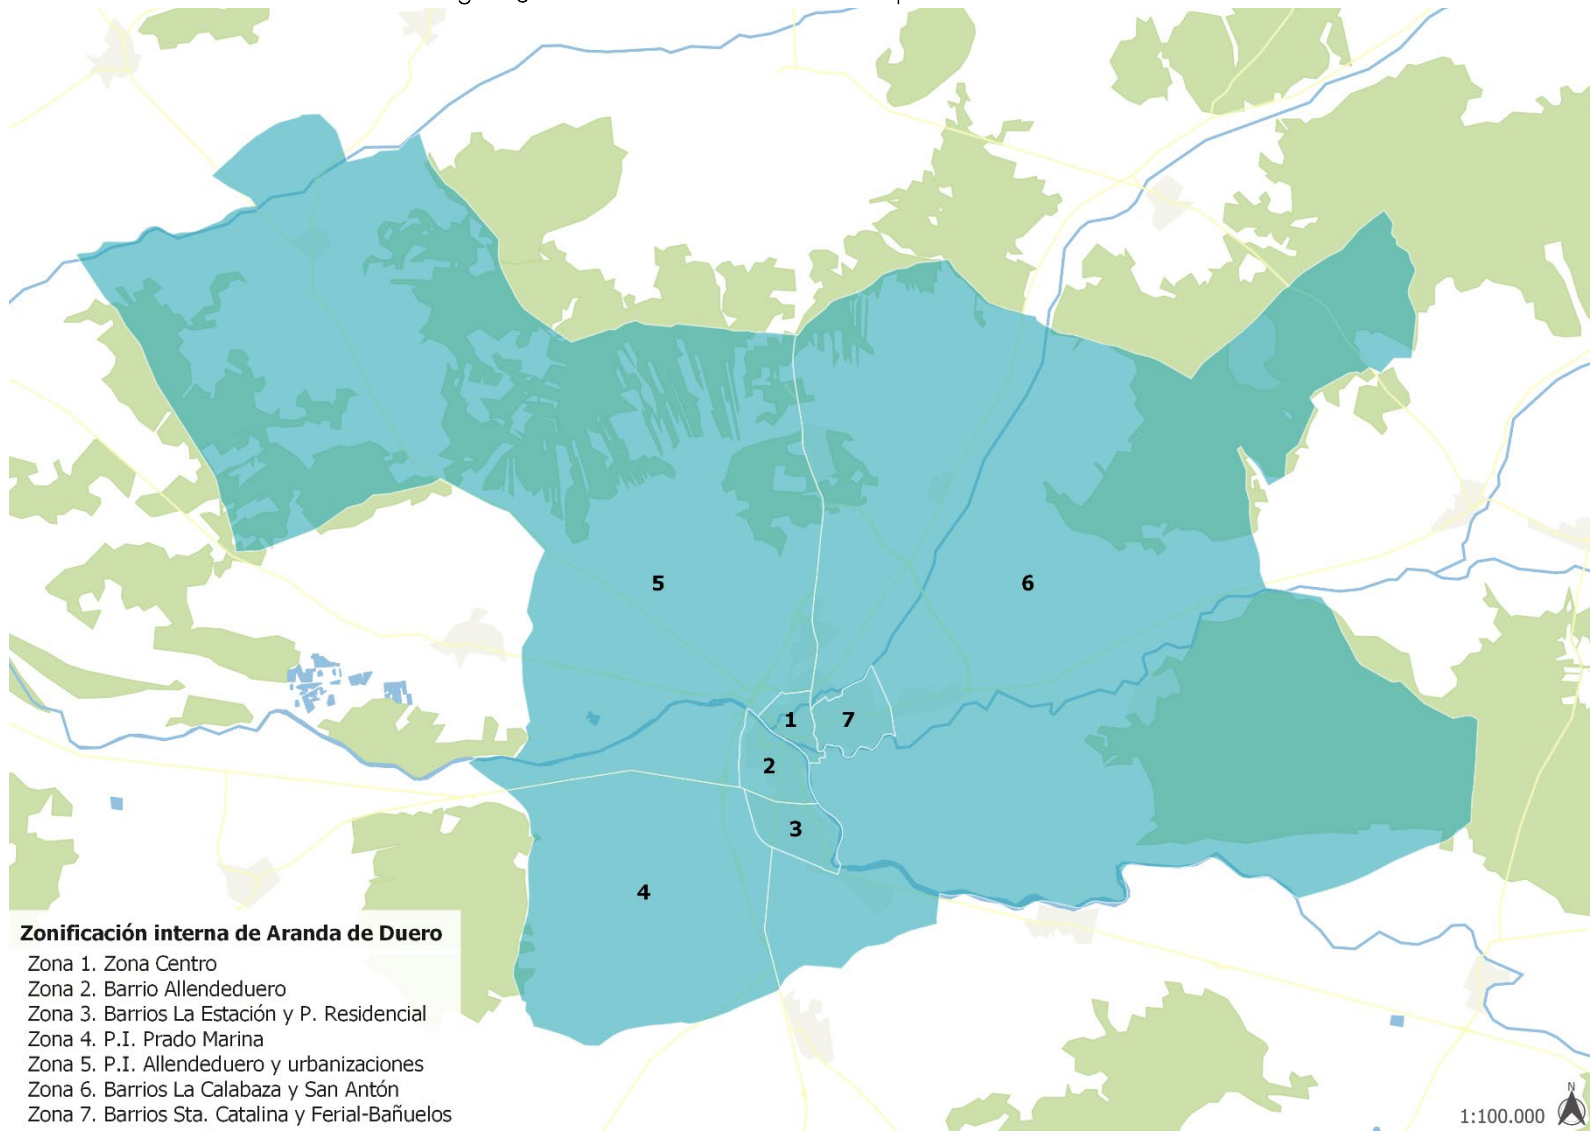 5
6
1
7
2
3
4
Zonificación interna de Aranda de Duero
Zona 1. Zona Centro
Zona 2. Barrio Allendeduero
Zona 3. Barrios La Estación y P. Residencial
Zona 4. P.I. Prado Marina
Zona 5. P.I. Allendeduero y urbanizaciones
Zona 6. Barrios La Calabaza y San Antón
Zona 7. Barrios Sta. Catalina y Ferial-Bañuelos
N
1:100.000